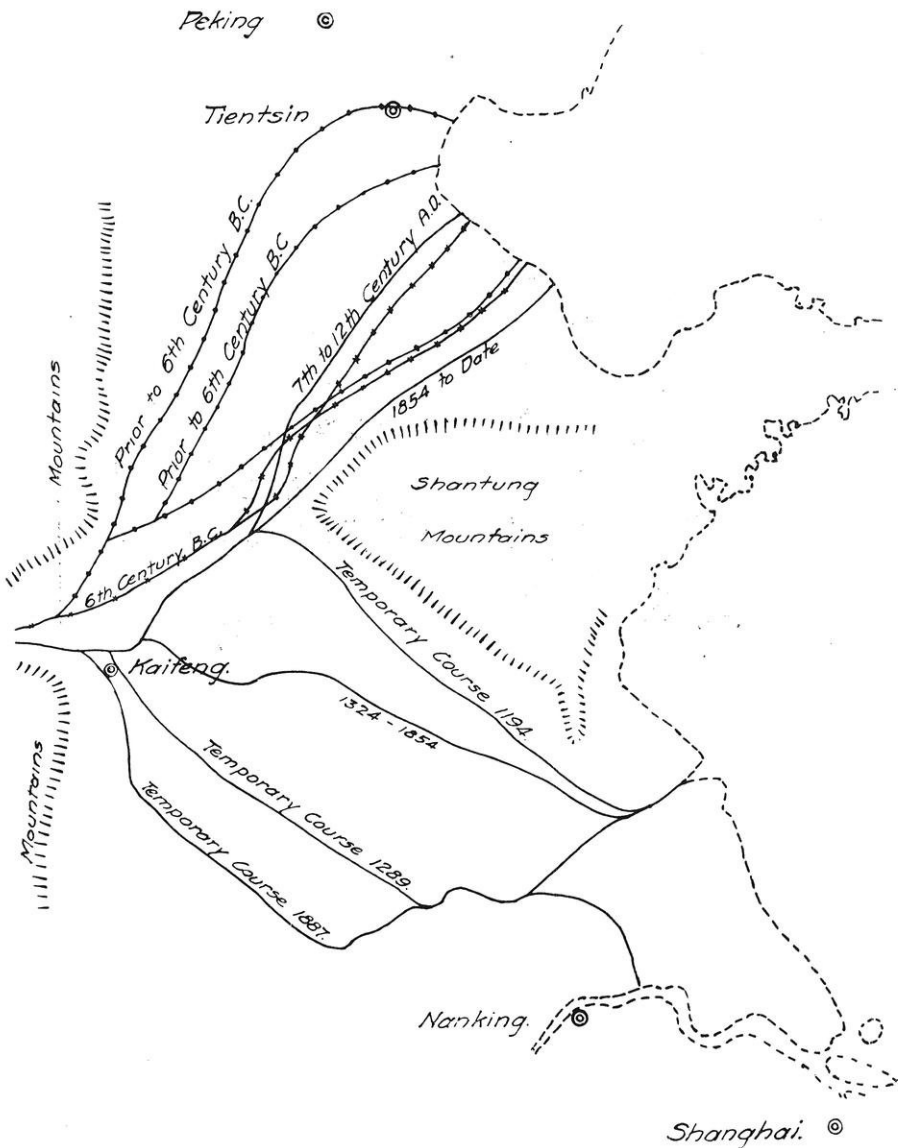 Peking
Tientsin
Prior to 6th Century B.C.
Prior to 6th Century B.C
7th to 12th Century A.D.
1854 to Date
Mountains
Shantung
Mountains
6th Century, B.C.
Temporary Course 1194.
Kaifeng.
1324 - 1854
Mountains
Temporary Course 1289.
Temporary Course 1887.
Nanking.
Shanghai.